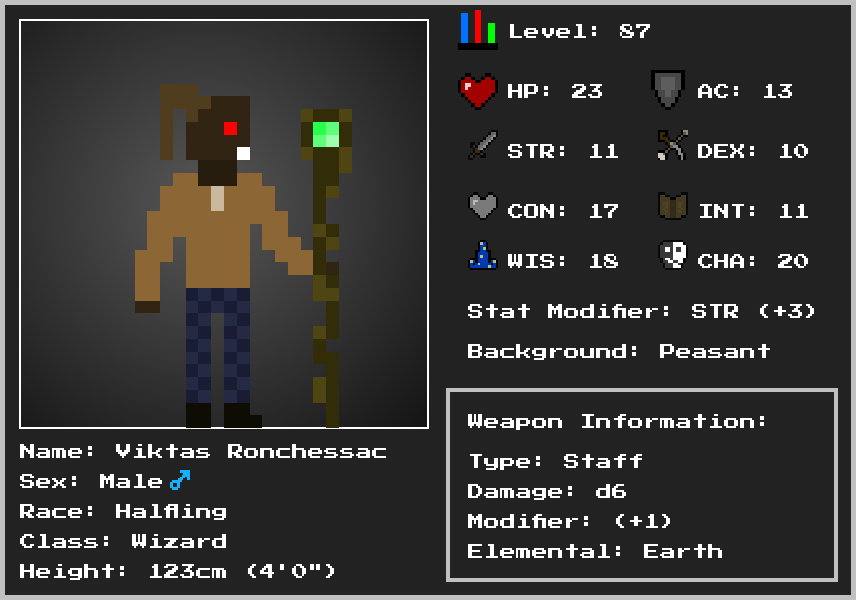 Level: 87
HP: 23
AC: 13
STR: 11
DEX: 10
CON: 17
INT: 11
WIS: 18
CHA: 20
Stat Modifier: STR (+3)
Background: Peasant
Name: Viktas Ronchessac
Sex: Male ♂
Race: Halfling
Class: Wizard
Height: 123cm (4'0")
Weapon Information:
Type: Staff
Damage: d6
Modifier: (+1)
Elemental: Earth